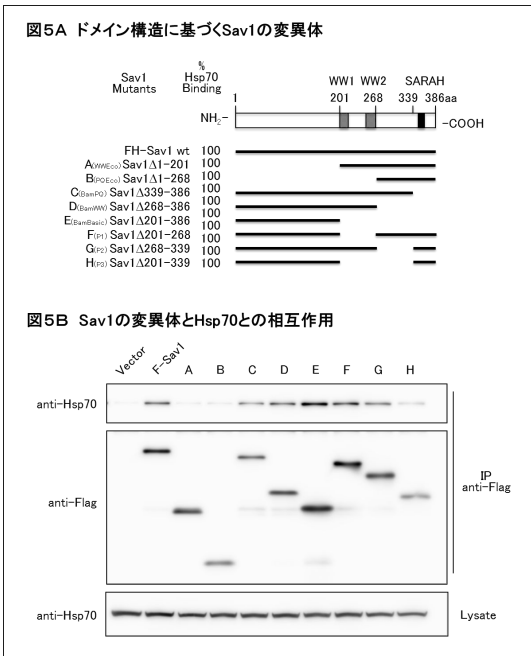 図5A ドメイン構造に基づくSav1の変異体
Sav1 Mutants
% Hsp70 Binding
WW1 WW2 SARAH
1 201 268 339 386aa
NH₂- -COOH
FH-Sav1 wt 100
A(WWEco) Sav1Δ1-201 100
B(PQEco) Sav1Δ1-268 100
C(BamPQ) Sav1Δ339-386 100
D(BamWW) Sav1Δ268-386 100
E(BamBasic) Sav1Δ201-386 100
F(P1) Sav1Δ201-268 100
G(P2) Sav1Δ268-339 100
H(P3) Sav1Δ201-339 100
図5B Sav1の変異体とHsp70との相互作用
Vector F-Sav1 A B C D E F G H
anti-Hsp70
anti-Flag
IP
anti-Flag
anti-Hsp70 Lysate